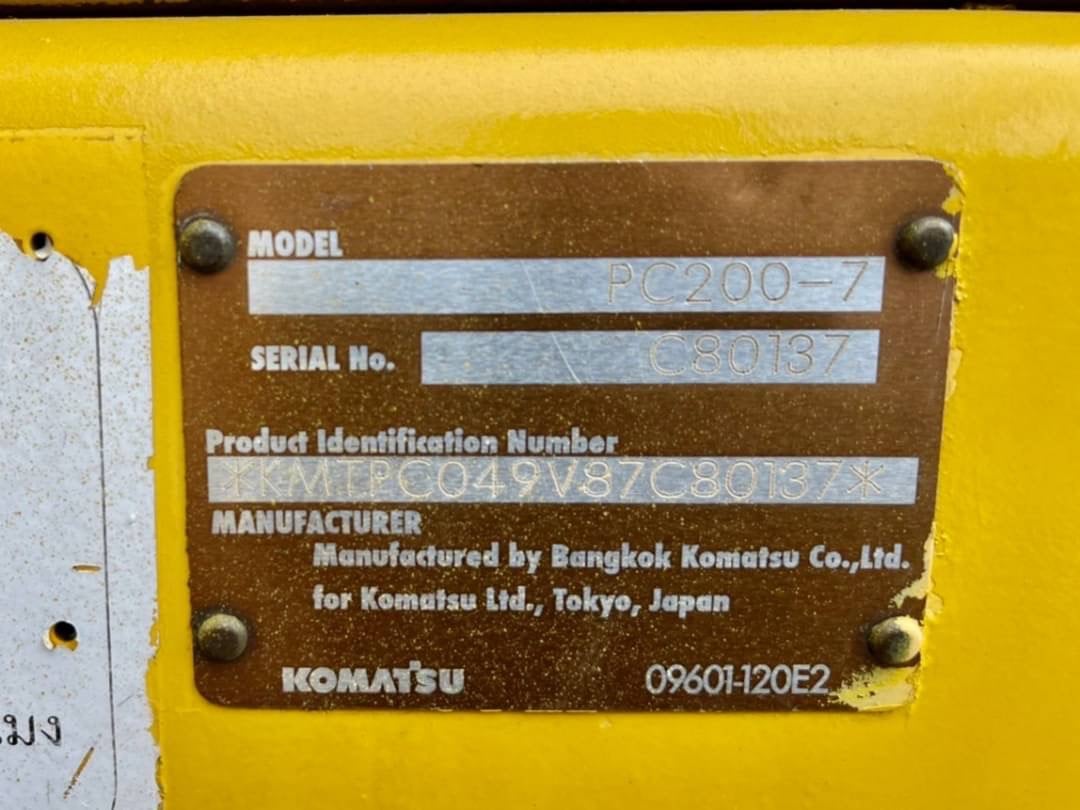 MODEL
PC200-7
SERIAL No. C80137
Product Identification Number
*KMTPC049V87C80137*
MANUFACTURER
Manufactured by Bangkok Komatsu Co.,Ltd.
for Komatsu Ltd., Tokyo, Japan
KOMATSU 09601-120E2